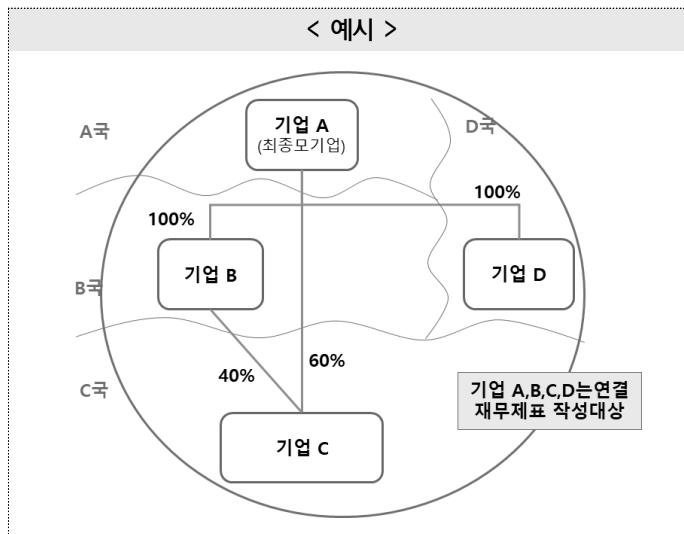 < 예시 >
A국
기업 A
(최종모기업)
D국
100%
100%
기업 B
기업 D
B국
40%
60%
C국
기업 A,B,C,D는연결
재무제표 작성대상
기업 C